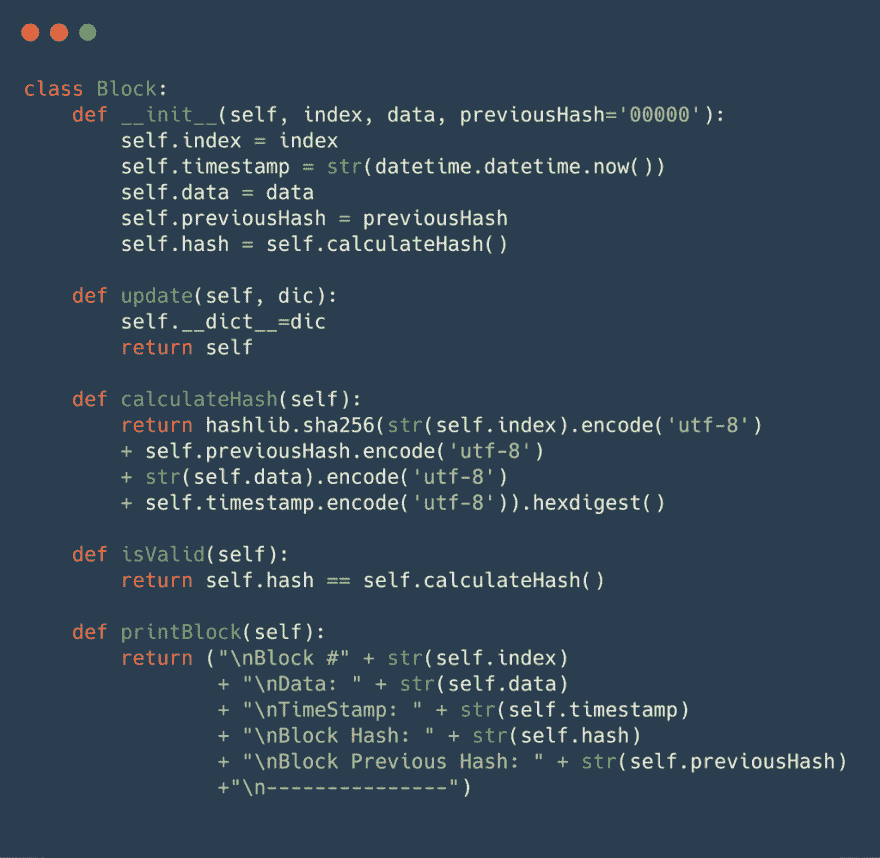 class Block:
    def __init__(self, index, data, previousHash='00000'):
        self.index = index
        self.timestamp = str(datetime.datetime.now())
        self.data = data
        self.previousHash = previousHash
        self.hash = self.calculateHash()

    def update(self, dic):
        self.__dict__=dic
        return self

    def calculateHash(self):
        return hashlib.sha256(str(self.index).encode('utf-8')
        + self.previousHash.encode('utf-8')
        + str(self.data).encode('utf-8')
        + self.timestamp.encode('utf-8')).hexdigest()

    def isValid(self):
        return self.hash == self.calculateHash()

    def printBlock(self):
        return ("\nBlock #" + str(self.index)
                + "\nData: " + str(self.data)
                + "\nTimeStamp: " + str(self.timestamp)
                + "\nBlock Hash: " + str(self.hash)
                + "\nBlock Previous Hash: " + str(self.previousHash)
                +"\n---------------")